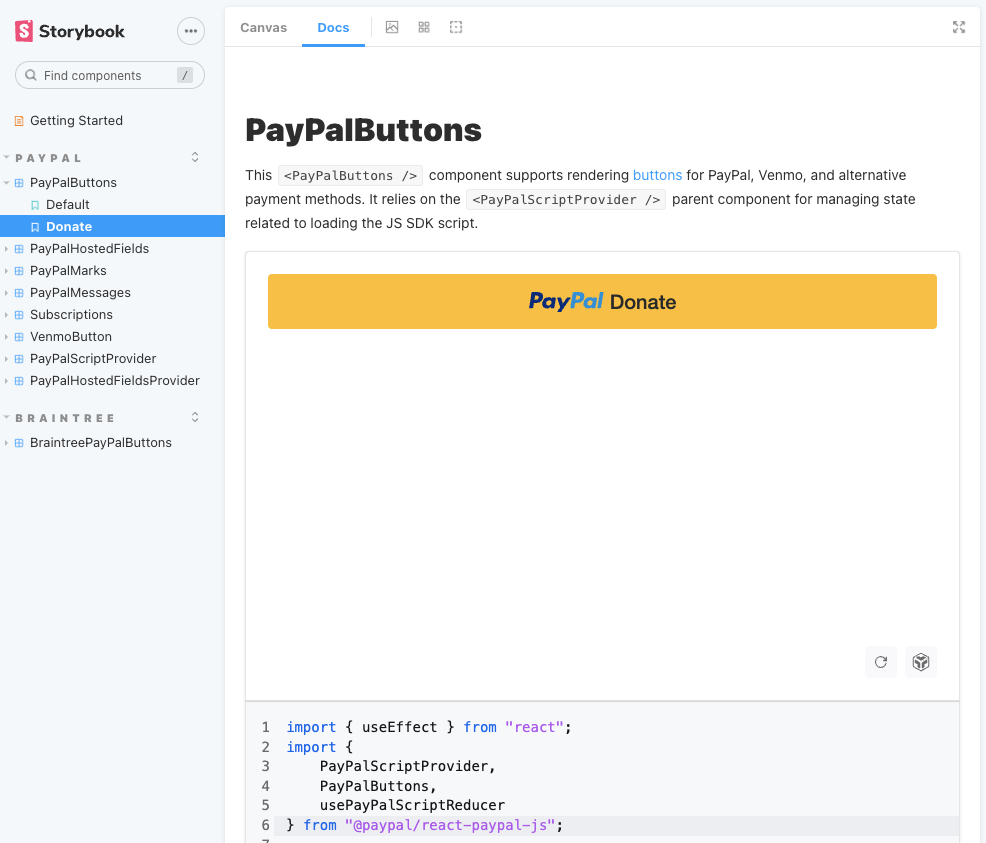 Storybook
Find components /
Getting Started
PAYPAL
PayPalButtons
Default
Donate
PayPalHostedFields
PayPalMarks
PayPalMessages
Subscriptions
VenmoButton
PayPalScriptProvider
PayPalHostedFieldsProvider
BRAINTREE
BraintreePayPalButtons
Canvas Docs
PayPalButtons
This <PayPalButtons /> component supports rendering buttons for PayPal, Venmo, and alternative
payment methods. It relies on the <PayPalScriptProvider /> parent component for managing state
related to loading the JS SDK script.
PayPal Donate
1 import { useEffect } from "react";
2 import {
3 PayPalScriptProvider,
4 PayPalButtons,
5 usePayPalScriptReducer
6 } from "@paypal/react-paypal-js";